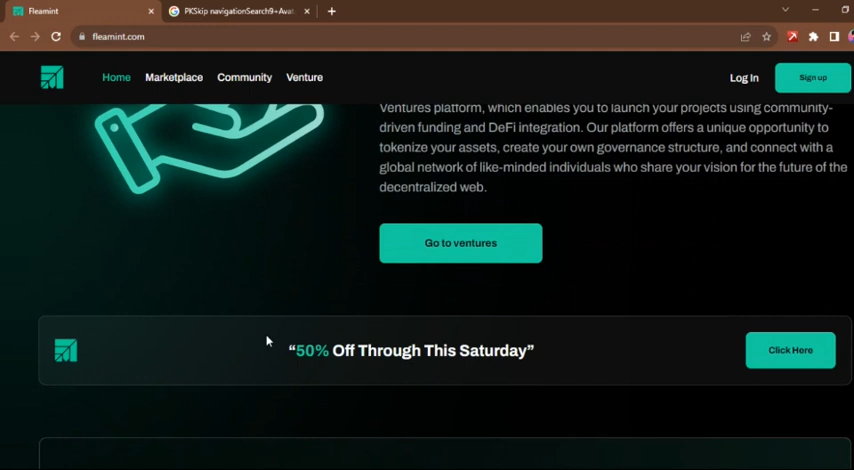 Fleamint
PKSkip navigationSearch9+Avat
fleamint.com
Home Marketplace Community Venture Log In Sign up
Ventures platform, which enables you to launch your projects using community-
driven funding and DeFi integration. Our platform offers a unique opportunity to
tokenize your assets, create your own governance structure, and connect with a
global network of like-minded individuals who share your vision for the future of the
decentralized web.
Go to ventures
“50% Off Through This Saturday”
Click Here